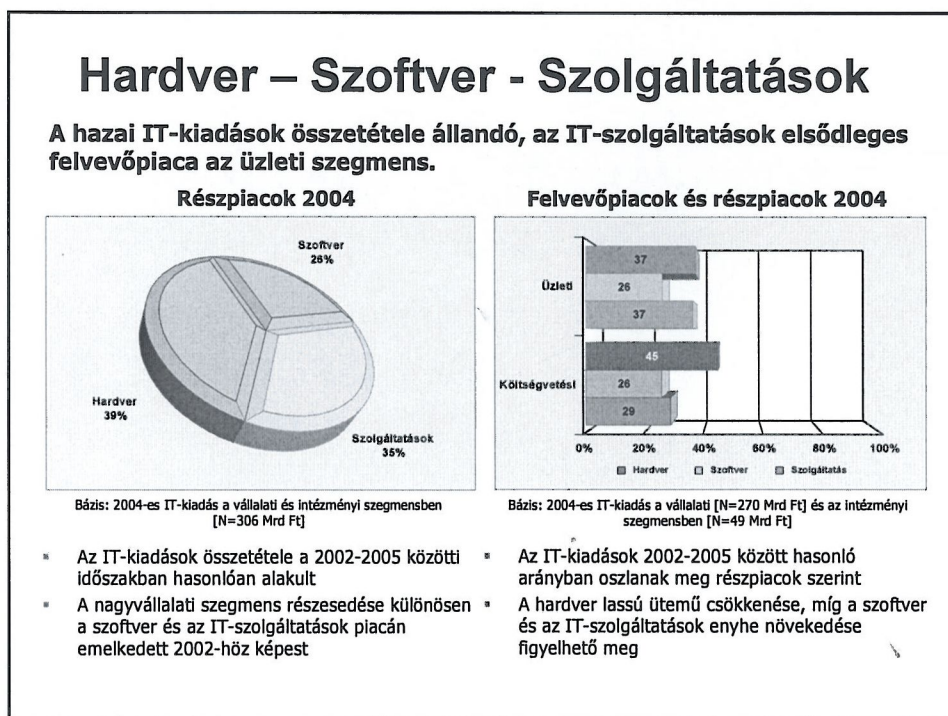 Hardver – Szoftver - Szolgáltatások
A hazai IT-kiadások összetétele állandó, az IT-szolgáltatások elsődleges
felvevőpiaca az üzleti szegmens.
Részpiacok 2004
Szoftver
26%
Hardver
39%
Szolgáltatások
35%
Bázis: 2004-es IT-kiadás a vállalati és intézményi szegmensben
[N=306 Mrd Ft]
Az IT-kiadások összetétele a 2002-2005 közötti
időszakban hasonlóan alakult
A nagyvállalati szegmens részesedése különösen
a szoftver és az IT-szolgáltatások piacán
emelkedett 2002-höz képest
Felvevőpiacok és részpiacok 2004
Üzleti
37
26
37
Költségvetési
45
26
29
0% 20% 40% 60% 80% 100%
Hardver Szoftver Szolgáltatás
Bázis: 2004-es IT-kiadás a vállalati [N=270 Mrd Ft] és az intézményi
szegmensben [N=49 Mrd Ft]
Az IT-kiadások 2002-2005 között hasonló
arányban oszlanak meg részpiacok szerint
A hardver lassú ütemű csökkenése, míg a szoftver
és az IT-szolgáltatások enyhe növekedése
figyelhető meg